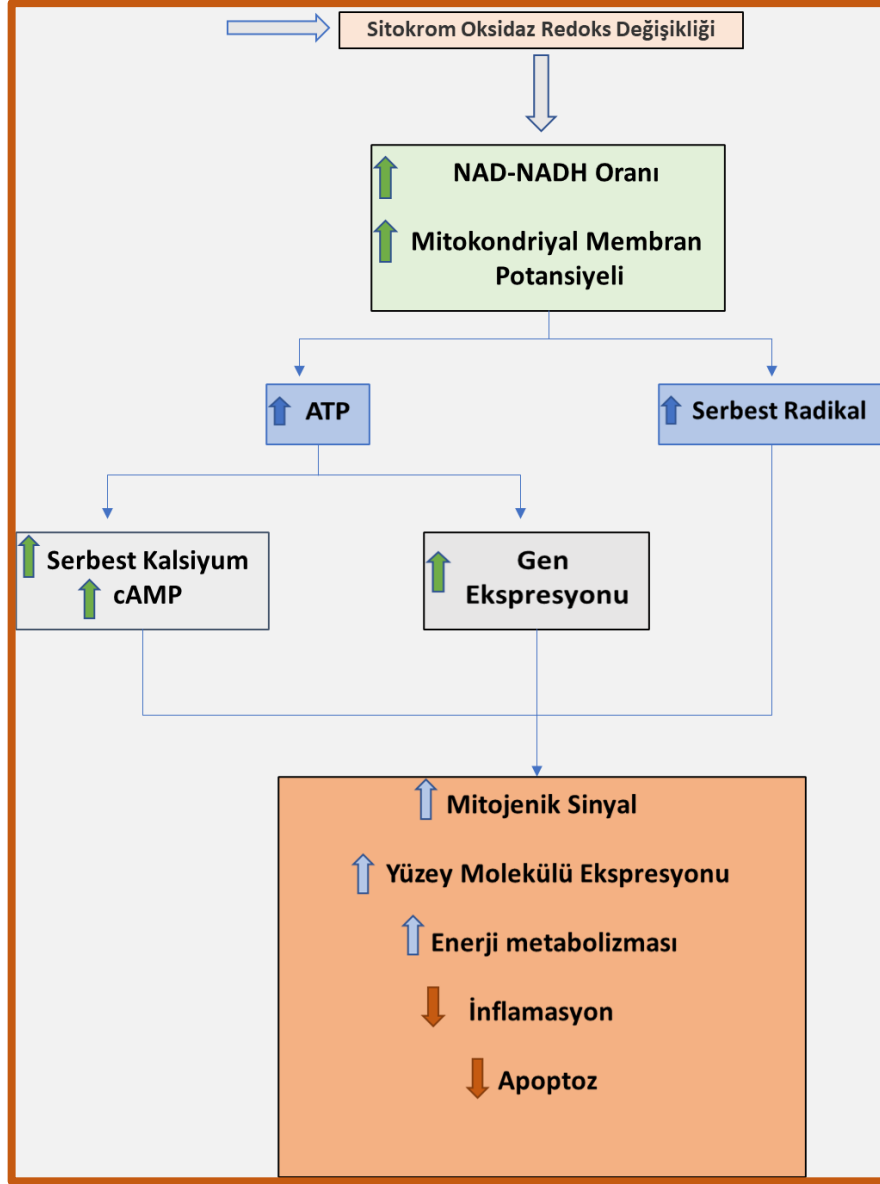 Sitokrom Oksidaz Redoks Değişikliği
NAD-NADH Oranı
Mitokondriyal Membran
Potansiyeli
ATP
Serbest Radikal
Serbest Kalsiyum
cAMP
Gen
Ekspresyonu
Mitojenik Sinyal
Yüzey Molekülü Ekspresyonu
Enerji metabolizması
İnflamasyon
Apoptoz